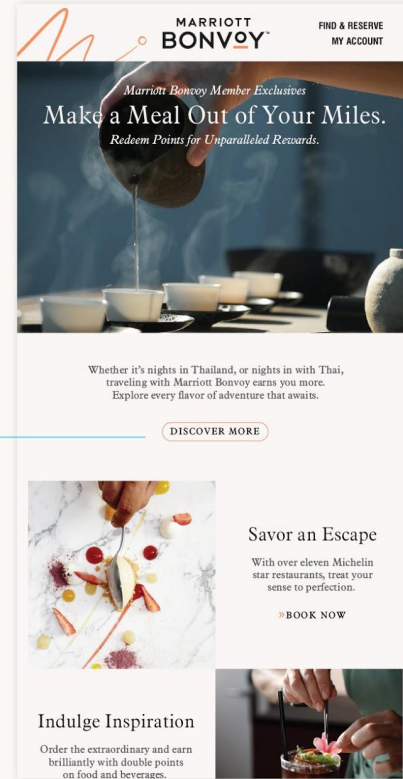 MARRIOTT
BONVOY™
FIND & RESERVE
MY ACCOUNT
Marriott Bonvoy Member Exclusives
Make a Meal Out of Your Miles.
Redeem Points for Unparalleled Rewards.
Whether it's nights in Thailand, or nights in with Thai,
traveling with Marriott Bonvoy earns you more.
Explore every flavor of adventure that awaits.
DISCOVER MORE
Savor an Escape
With over eleven Michelin
star restaurants, treat your
sense to perfection.
»BOOK NOW
Indulge Inspiration
Order the extraordinary and earn
brilliantly with double points
on food and beverages.